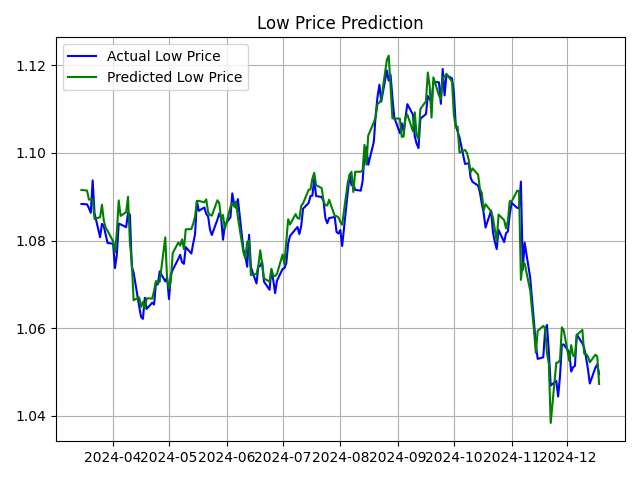 Low Price Prediction
Actual Low Price
Predicted Low Price
1.12
1.10
1.08
1.06
1.04
2024-04 2024-05 2024-06 2024-07 2024-08 2024-09 2024-10 2024-11 2024-12